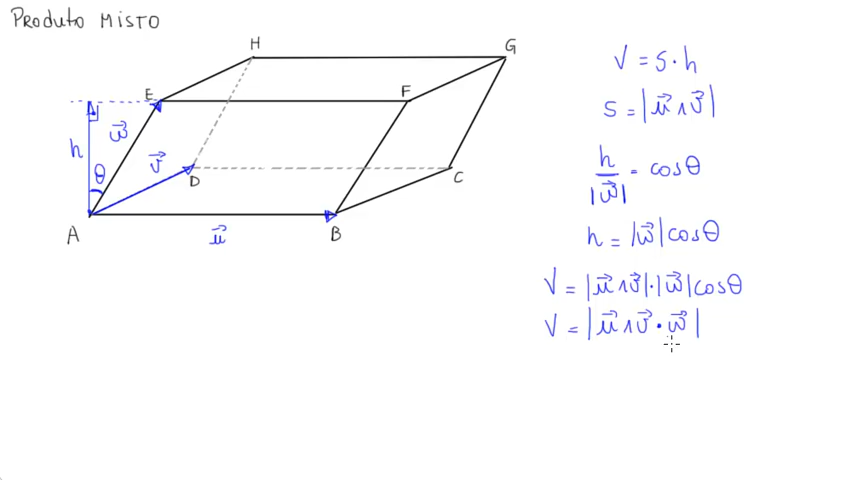 PRODUTO MISTO
H
G
E
F
h
w⃗
θ
v⃗
D
C
A
u⃗
B
V = S·h
S = |u⃗ ∧ v⃗|
h/|w⃗| = cosθ
h = |w⃗| cosθ
V = |u⃗ ∧ v⃗|·|w⃗| cosθ
V = |u⃗ ∧ v⃗ · w⃗|